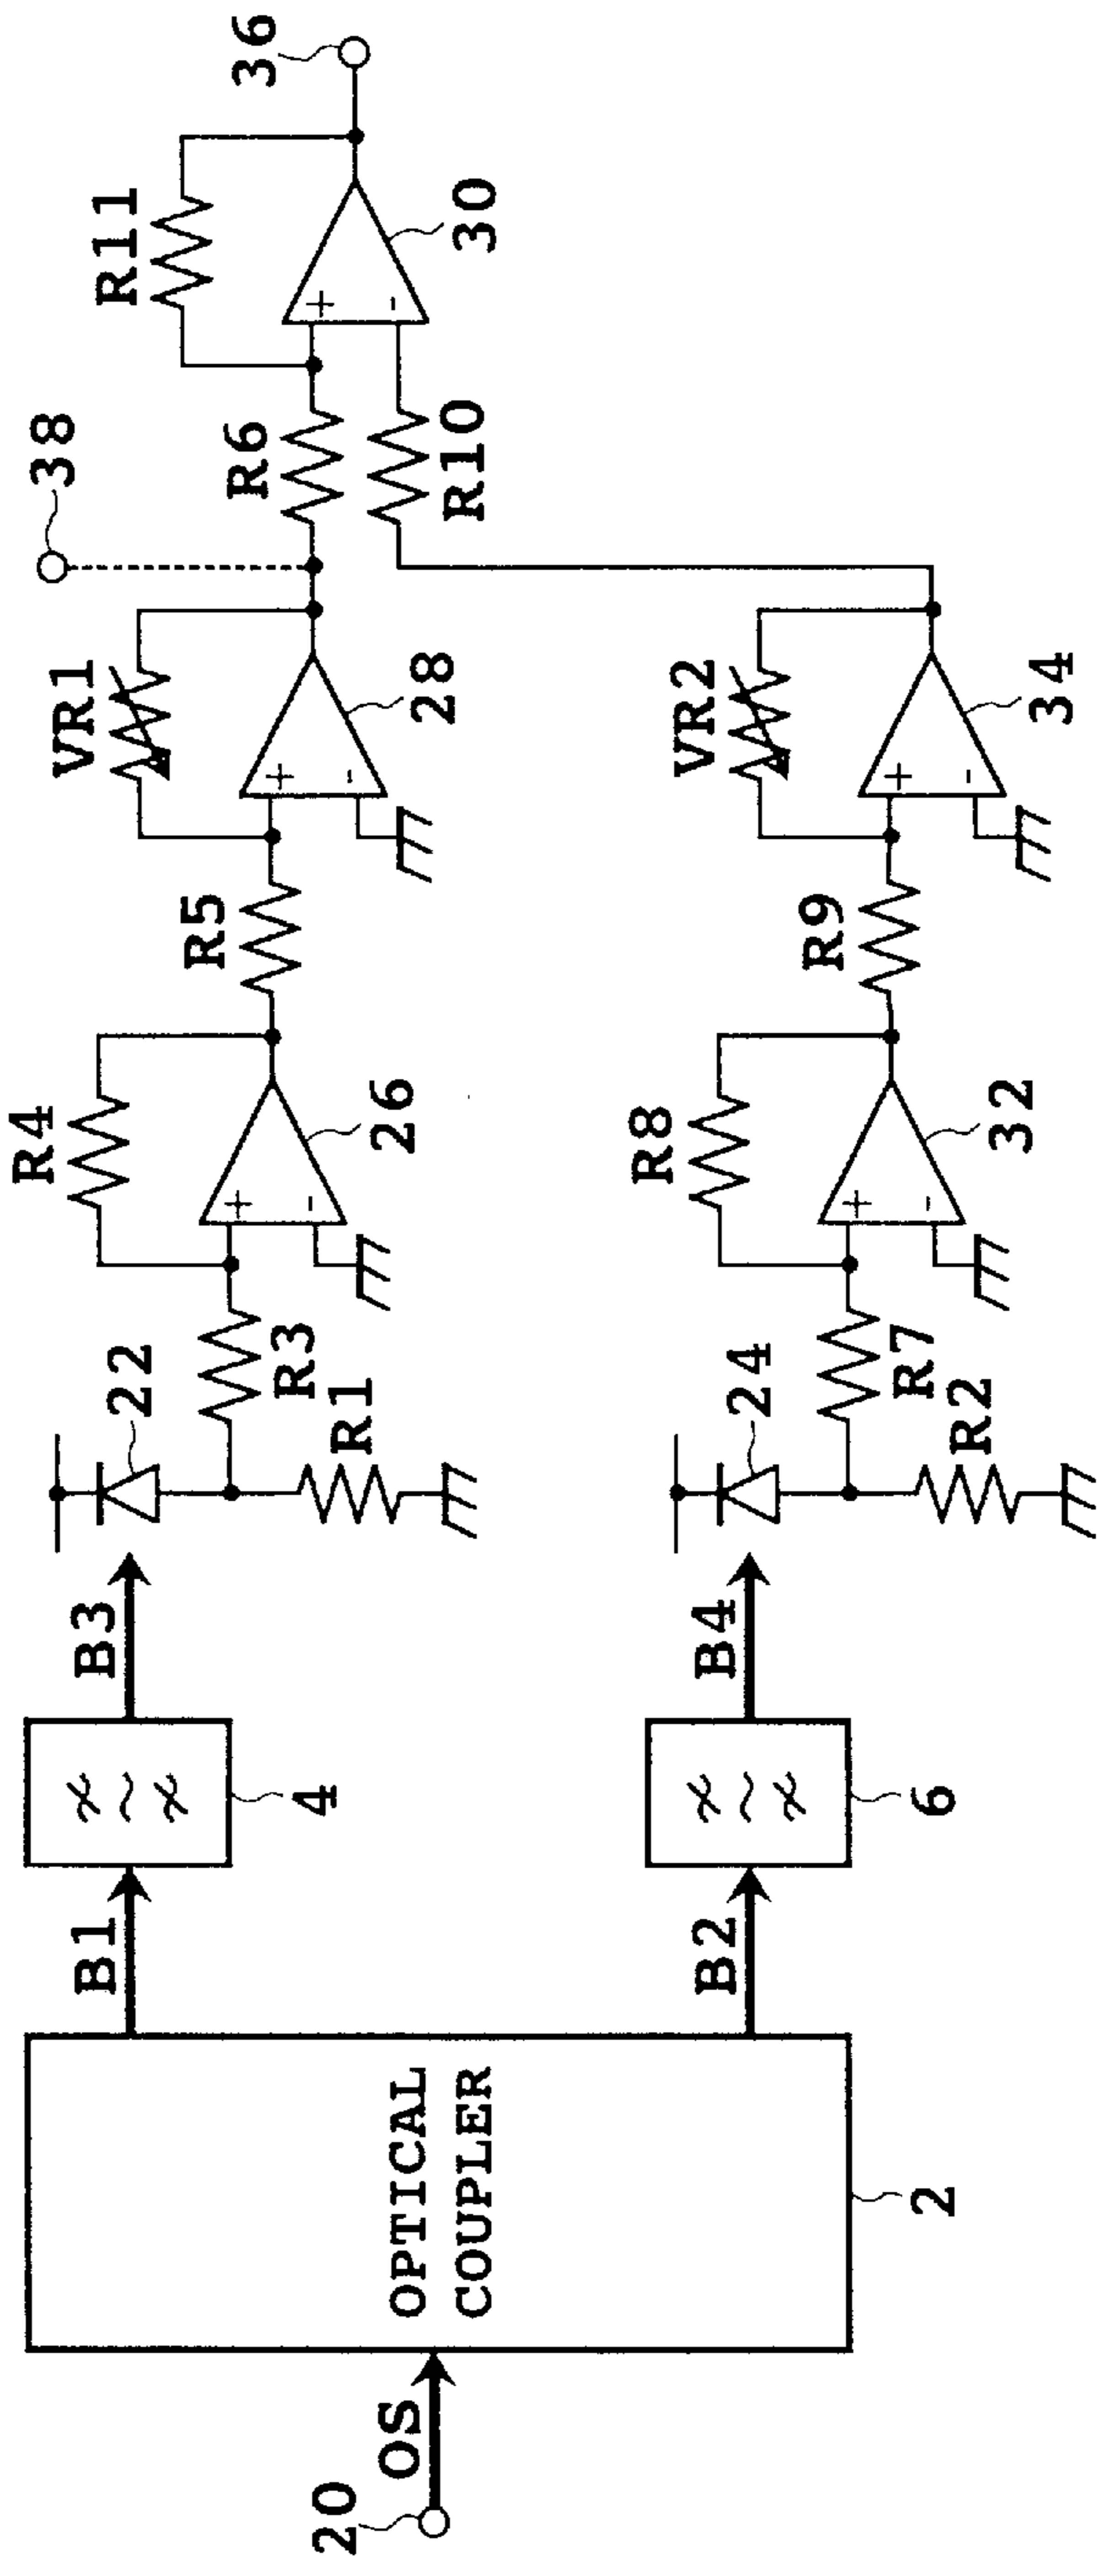 20
OS
OPTICAL
COUPLER
2
B1
4
B3
22
R1
R3
R4
+
-
26
R5
VR1
+
-
28
38
R6
R11
+
-
30
36
R10
B2
6
B4
24
R2
R7
R8
+
-
32
R9
VR2
+
-
34